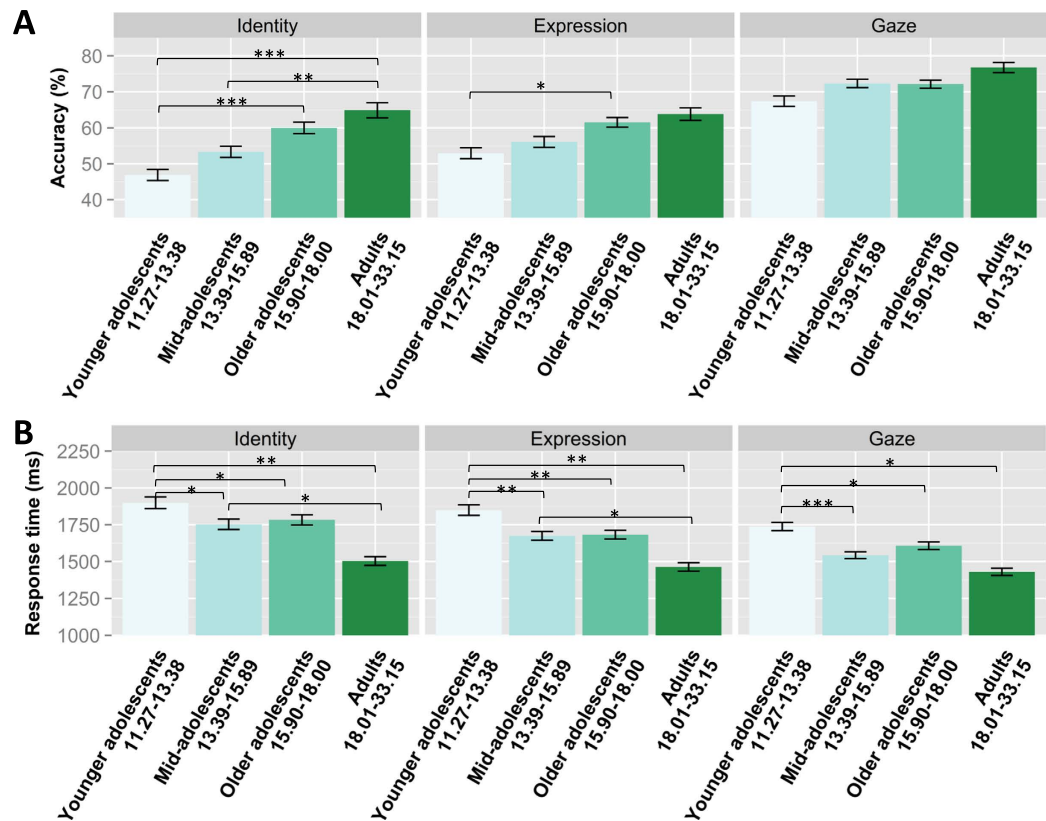 A
Identity
Expression
Gaze
Accuracy (%)
80
70
60
50
40
***
**
***
*
Younger adolescents
11.27-13.38
Mid-adolescents
13.39-15.89
Older adolescents
15.90-18.00
Adults
18.01-33.15
Younger adolescents
11.27-13.38
Mid-adolescents
13.39-15.89
Older adolescents
15.90-18.00
Adults
18.01-33.15
Younger adolescents
11.27-13.38
Mid-adolescents
13.39-15.89
Older adolescents
15.90-18.00
Adults
18.01-33.15
B
Identity
Expression
Gaze
Response time (ms)
2250
2000
1750
1500
1250
1000
**
*
*
*
**
**
**
*
*
*
***
Younger adolescents
11.27-13.38
Mid-adolescents
13.39-15.89
Older adolescents
15.90-18.00
Adults
18.01-33.15
Younger adolescents
11.27-13.38
Mid-adolescents
13.39-15.89
Older adolescents
15.90-18.00
Adults
18.01-33.15
Younger adolescents
11.27-13.38
Mid-adolescents
13.39-15.89
Older adolescents
15.90-18.00
Adults
18.01-33.15